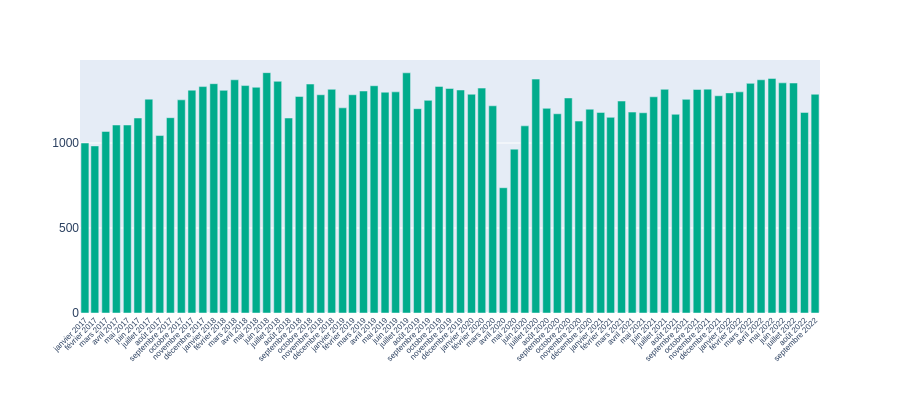 1000
500
0
janvier 2017
février 2017
mars 2017
avril 2017
mai 2017
juin 2017
juillet 2017
août 2017
septembre 2017
octobre 2017
novembre 2017
décembre 2017
janvier 2018
février 2018
mars 2018
avril 2018
mai 2018
juin 2018
juillet 2018
août 2018
septembre 2018
octobre 2018
novembre 2018
décembre 2018
janvier 2019
février 2019
mars 2019
avril 2019
mai 2019
juin 2019
juillet 2019
août 2019
septembre 2019
octobre 2019
novembre 2019
décembre 2019
janvier 2020
février 2020
mars 2020
avril 2020
mai 2020
juin 2020
juillet 2020
août 2020
septembre 2020
octobre 2020
novembre 2020
décembre 2020
janvier 2021
février 2021
mars 2021
avril 2021
mai 2021
juin 2021
juillet 2021
août 2021
septembre 2021
octobre 2021
novembre 2021
décembre 2021
janvier 2022
février 2022
mars 2022
avril 2022
mai 2022
juin 2022
juillet 2022
août 2022
septembre 2022